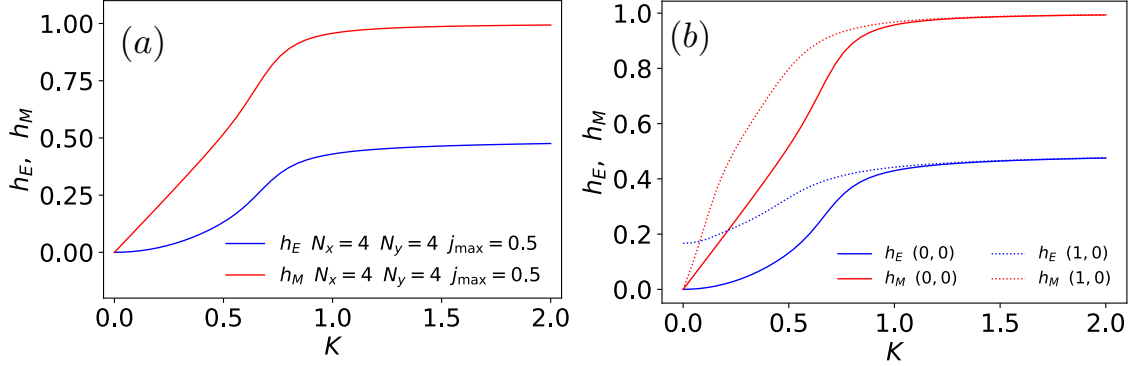 (a)
h_E, h_M
1.00
0.75
0.50
0.25
0.00
h_E N_x = 4 N_y = 4 j_max = 0.5
h_M N_x = 4 N_y = 4 j_max = 0.5
0.0 0.5 1.0 1.5 2.0
K
(b)
h_E, h_M
1.0
0.8
0.6
0.4
0.2
0.0
h_E (0, 0) h_E (1, 0)
h_M (0, 0) h_M (1, 0)
0.0 0.5 1.0 1.5 2.0
K